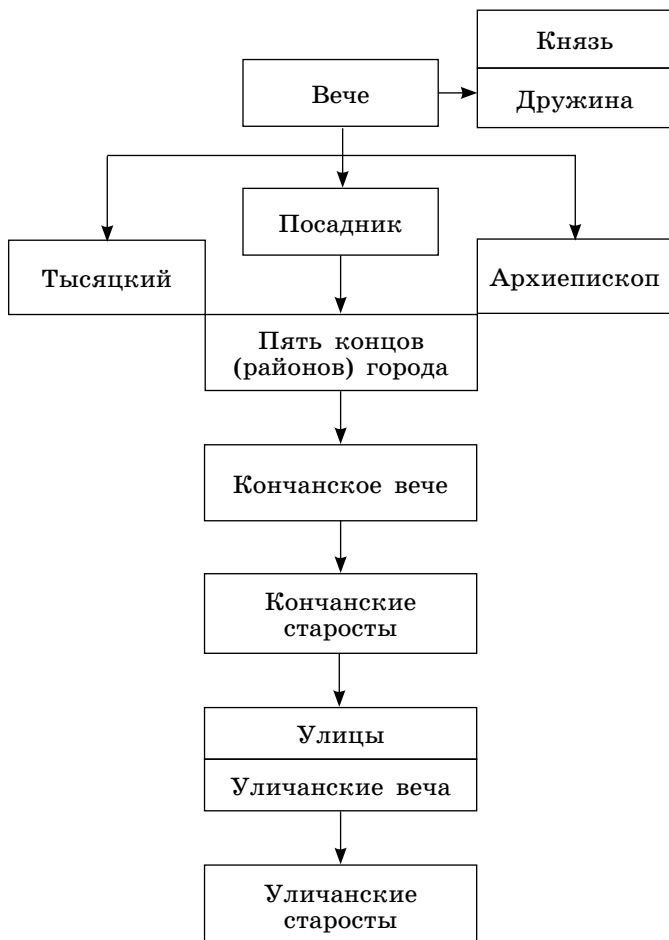 Князь
Вече
Дружина
Посадник
Тысяцкий
Архиепископ
Пять концов
(районов) города
Кончанское вече
Кончанские
старосты
Улицы
Уличанские веча
Уличанские
старосты